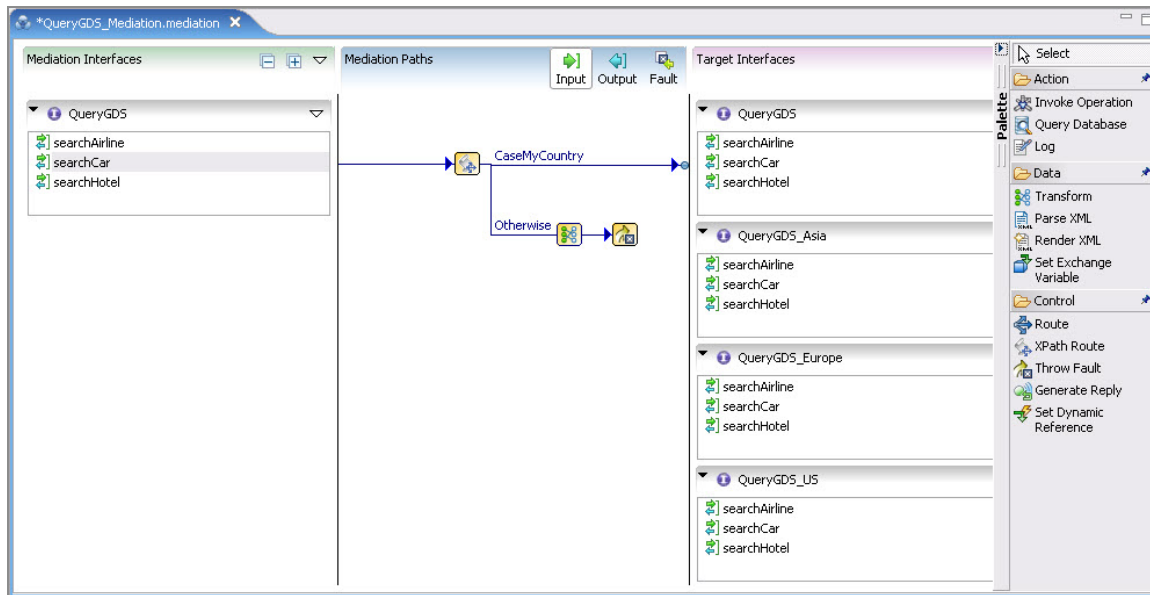 *QueryGDS_Mediation.mediation
Mediation Interfaces
Mediation Paths
Input
Output
Fault
Target Interfaces
QueryGDS
searchAirline
searchCar
searchHotel
CaseMyCountry
Otherwise
QueryGDS
searchAirline
searchCar
searchHotel
QueryGDS_Asia
searchAirline
searchCar
searchHotel
QueryGDS_Europe
searchAirline
searchCar
searchHotel
QueryGDS_US
searchAirline
searchCar
searchHotel
Palette
Select
Action
Invoke Operation
Query Database
Log
Data
Transform
Parse XML
Render XML
Set Exchange
Variable
Control
Route
XPath Route
Throw Fault
Generate Reply
Set Dynamic
Reference